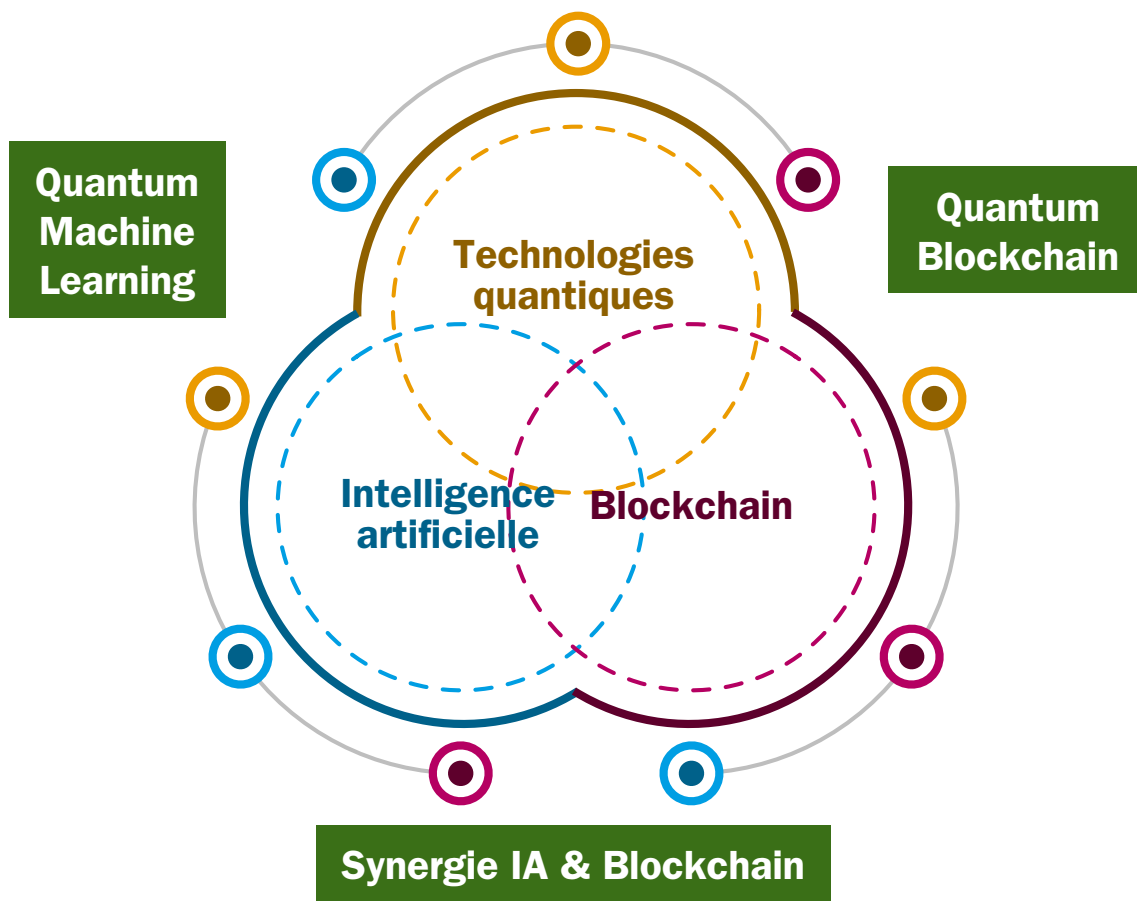 Quantum
Machine
Learning
Quantum
Blockchain
Technologies
quantiques
Intelligence
artificielle
Blockchain
Synergie IA & Blockchain